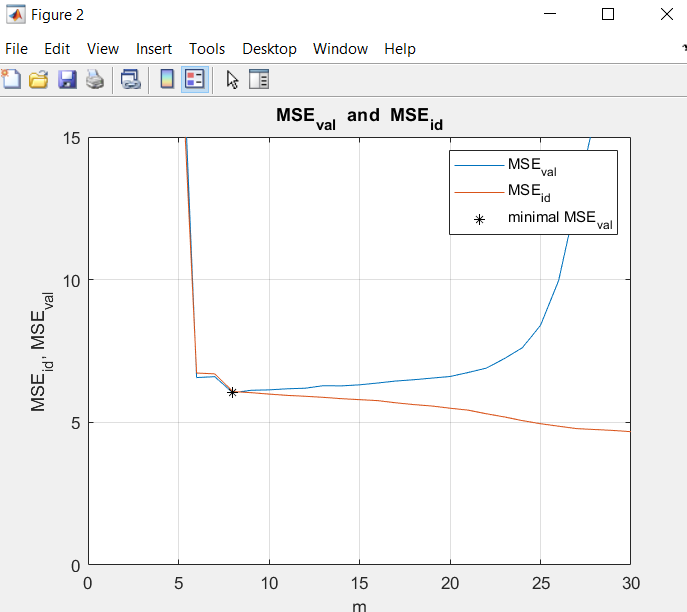 Figure 2
File Edit View Insert Tools Desktop Window Help
MSEval and MSEid
15
10
5
0
MSEid, MSEval
MSEval
MSEid
minimal MSEval
0 5 10 15 20 25 30
m